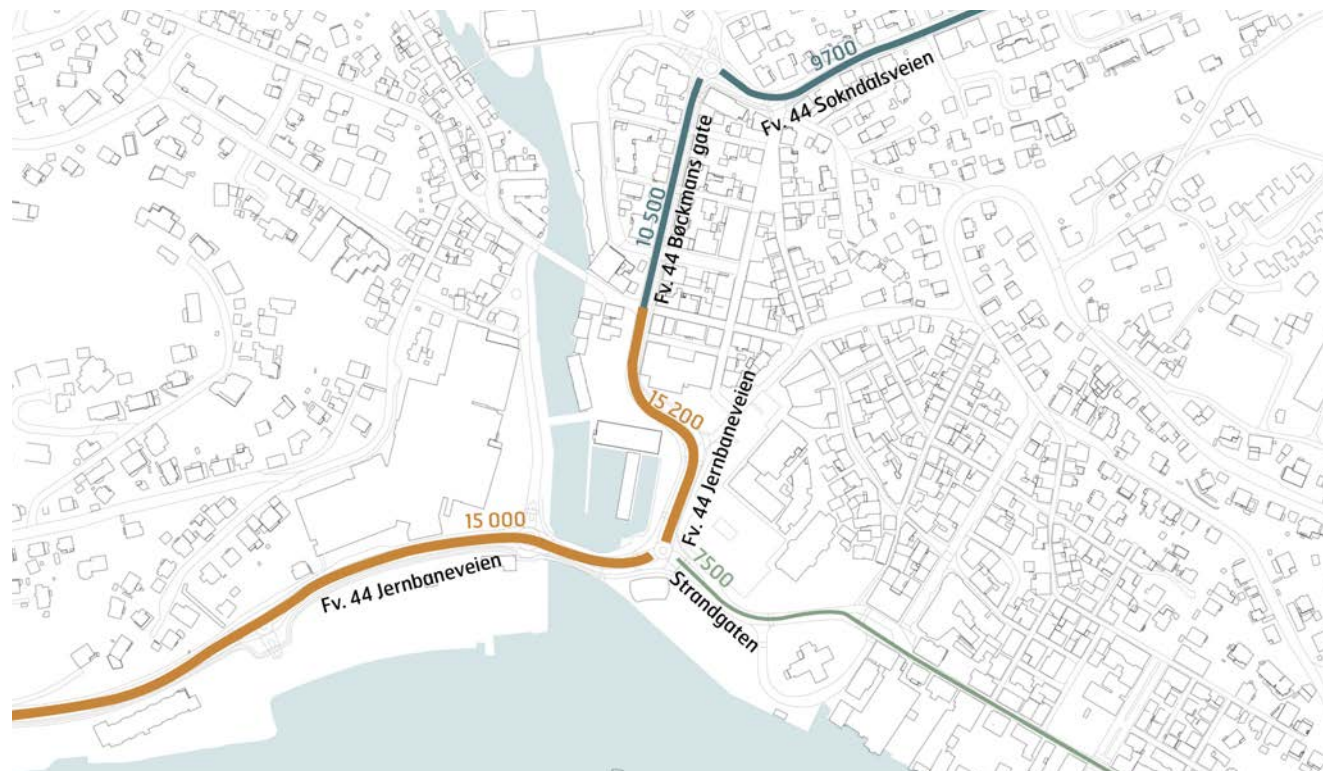 9700
Fv. 44 Sokndalsveien
10 500
Fv. 44 Bøckmans gate
15 200
Fv. 44 Jernbaneveien
15 000
Fv. 44 Jernbaneveien
7500
Strandgaten